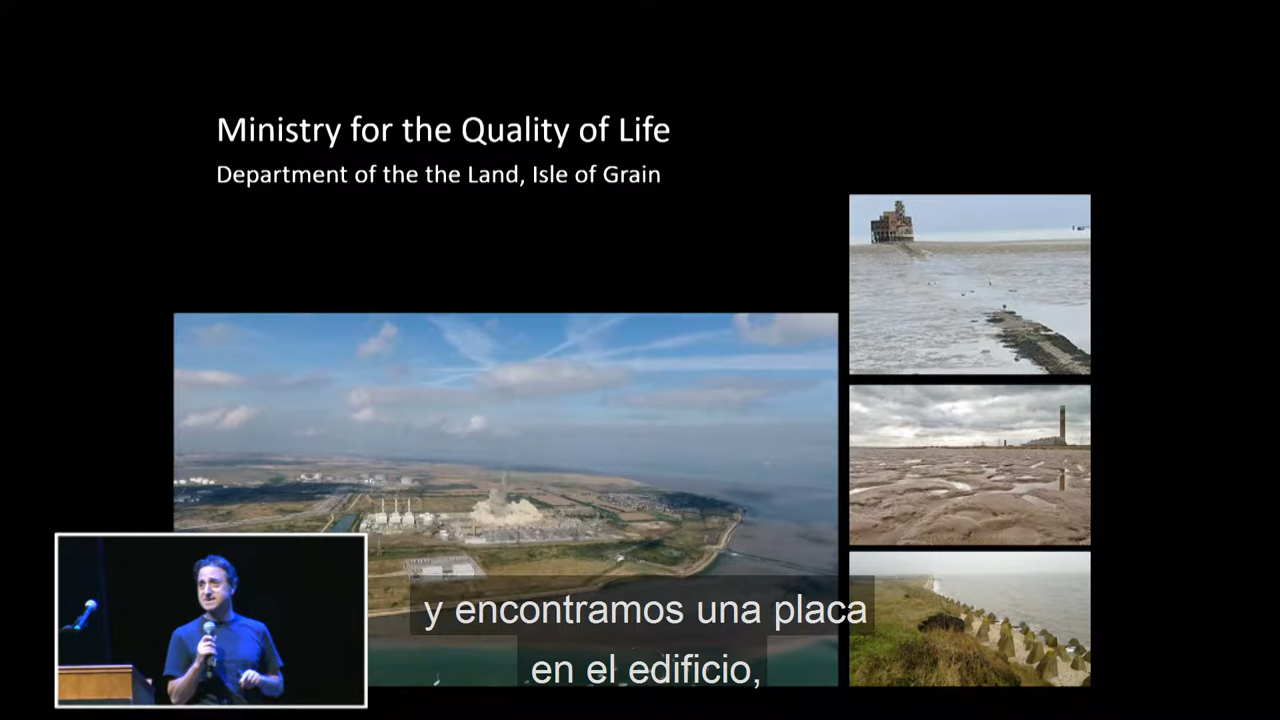 Ministry for the Quality of Life
Department of the the Land, Isle of Grain
y encontramos una placa
en el edificio,